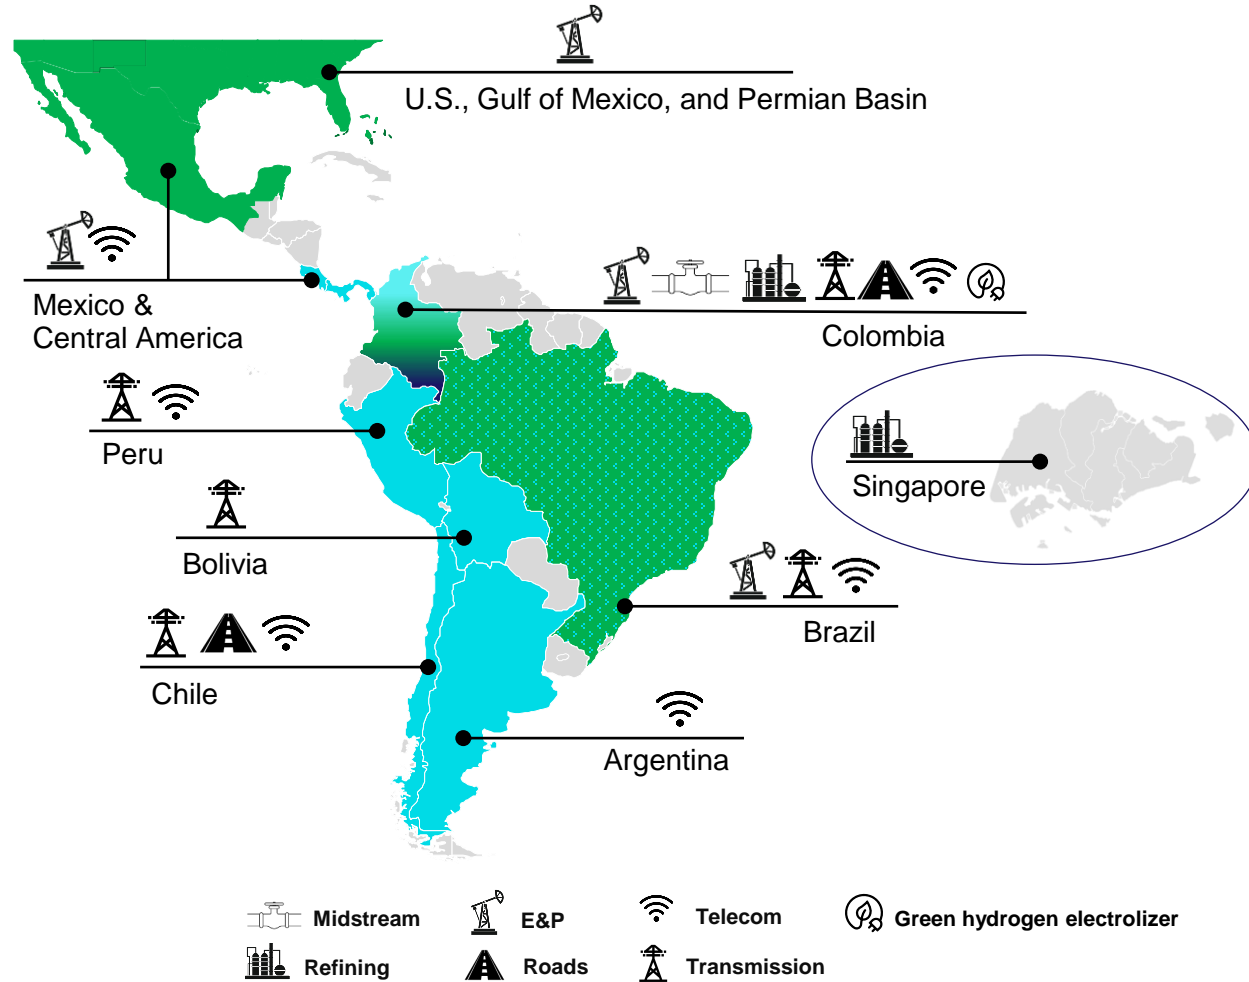 U.S., Gulf of Mexico, and Permian Basin
Mexico &
Central America
Colombia
Peru
Singapore
Bolivia
Brazil
Chile
Argentina
Midstream
E&P
Telecom
Green hydrogen electrolizer
Refining
Roads
Transmission